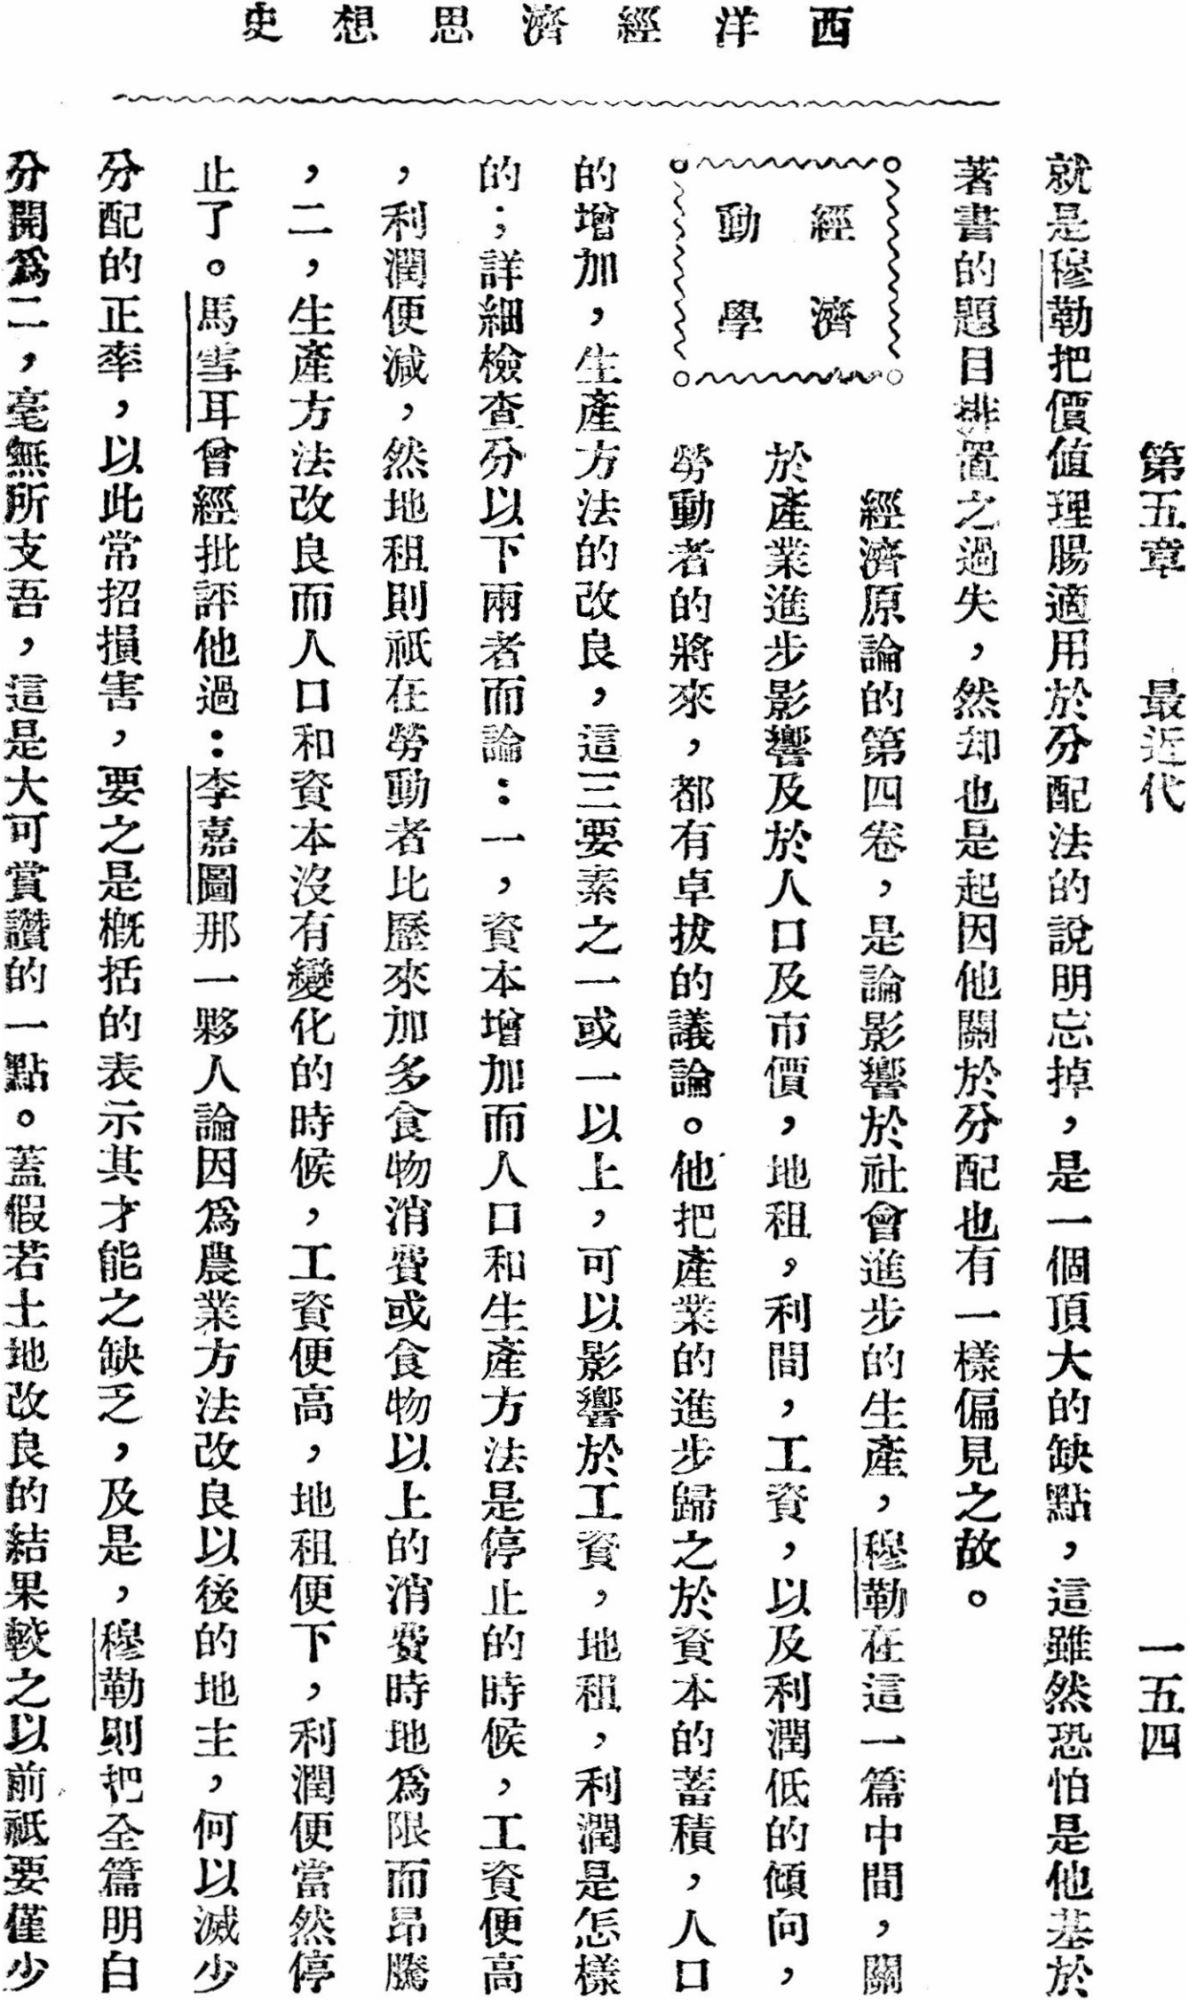 西洋經濟思想史
第五章　最近代　一五四
就是穆勒把價值理腸適用於分配法的說明忘掉，是一個頂大的缺點，這雖然恐怕是他基於
著書的題目排置之過失，然却也是起因他關於分配也有一樣偏見之故。
經濟
動學
經濟原論的第四卷，是論影響於社會進步的生產，穆勒在這一篇中間，關
於產業進步影響及於人口及市價，地租，利間，工資，以及利潤低的傾向，
勞動者的將來，都有卓拔的議論。他把產業的進步歸之於資本的蓄積，人口
的增加，生產方法的改良，這三要素之一或一以上，可以影響於工資，地租，利潤是怎樣
的；詳細檢查分以下兩者而論：一，資本增加而人口和生產方法是停止的時候，工資便高
，利潤便減，然地租則祇在勞動者比歷來加多食物消費或食物以上的消費時地爲限而昂騰
，二，生產方法改良而人口和資本沒有變化的時候，工資便高，地租便下，利潤便當然停
止了。馬雪耳曾經批評他過：李嘉圖那一夥人論因爲農業方法改良以後的地主，何以滅少
分配的正率，以此常招損害，要之是概括的表示其才能之缺乏，及是，穆勒則把全篇明白
分開爲二，毫無所支吾，這是大可賞讚的一點。蓋假若土地改良的結果較之以前祇要僅少